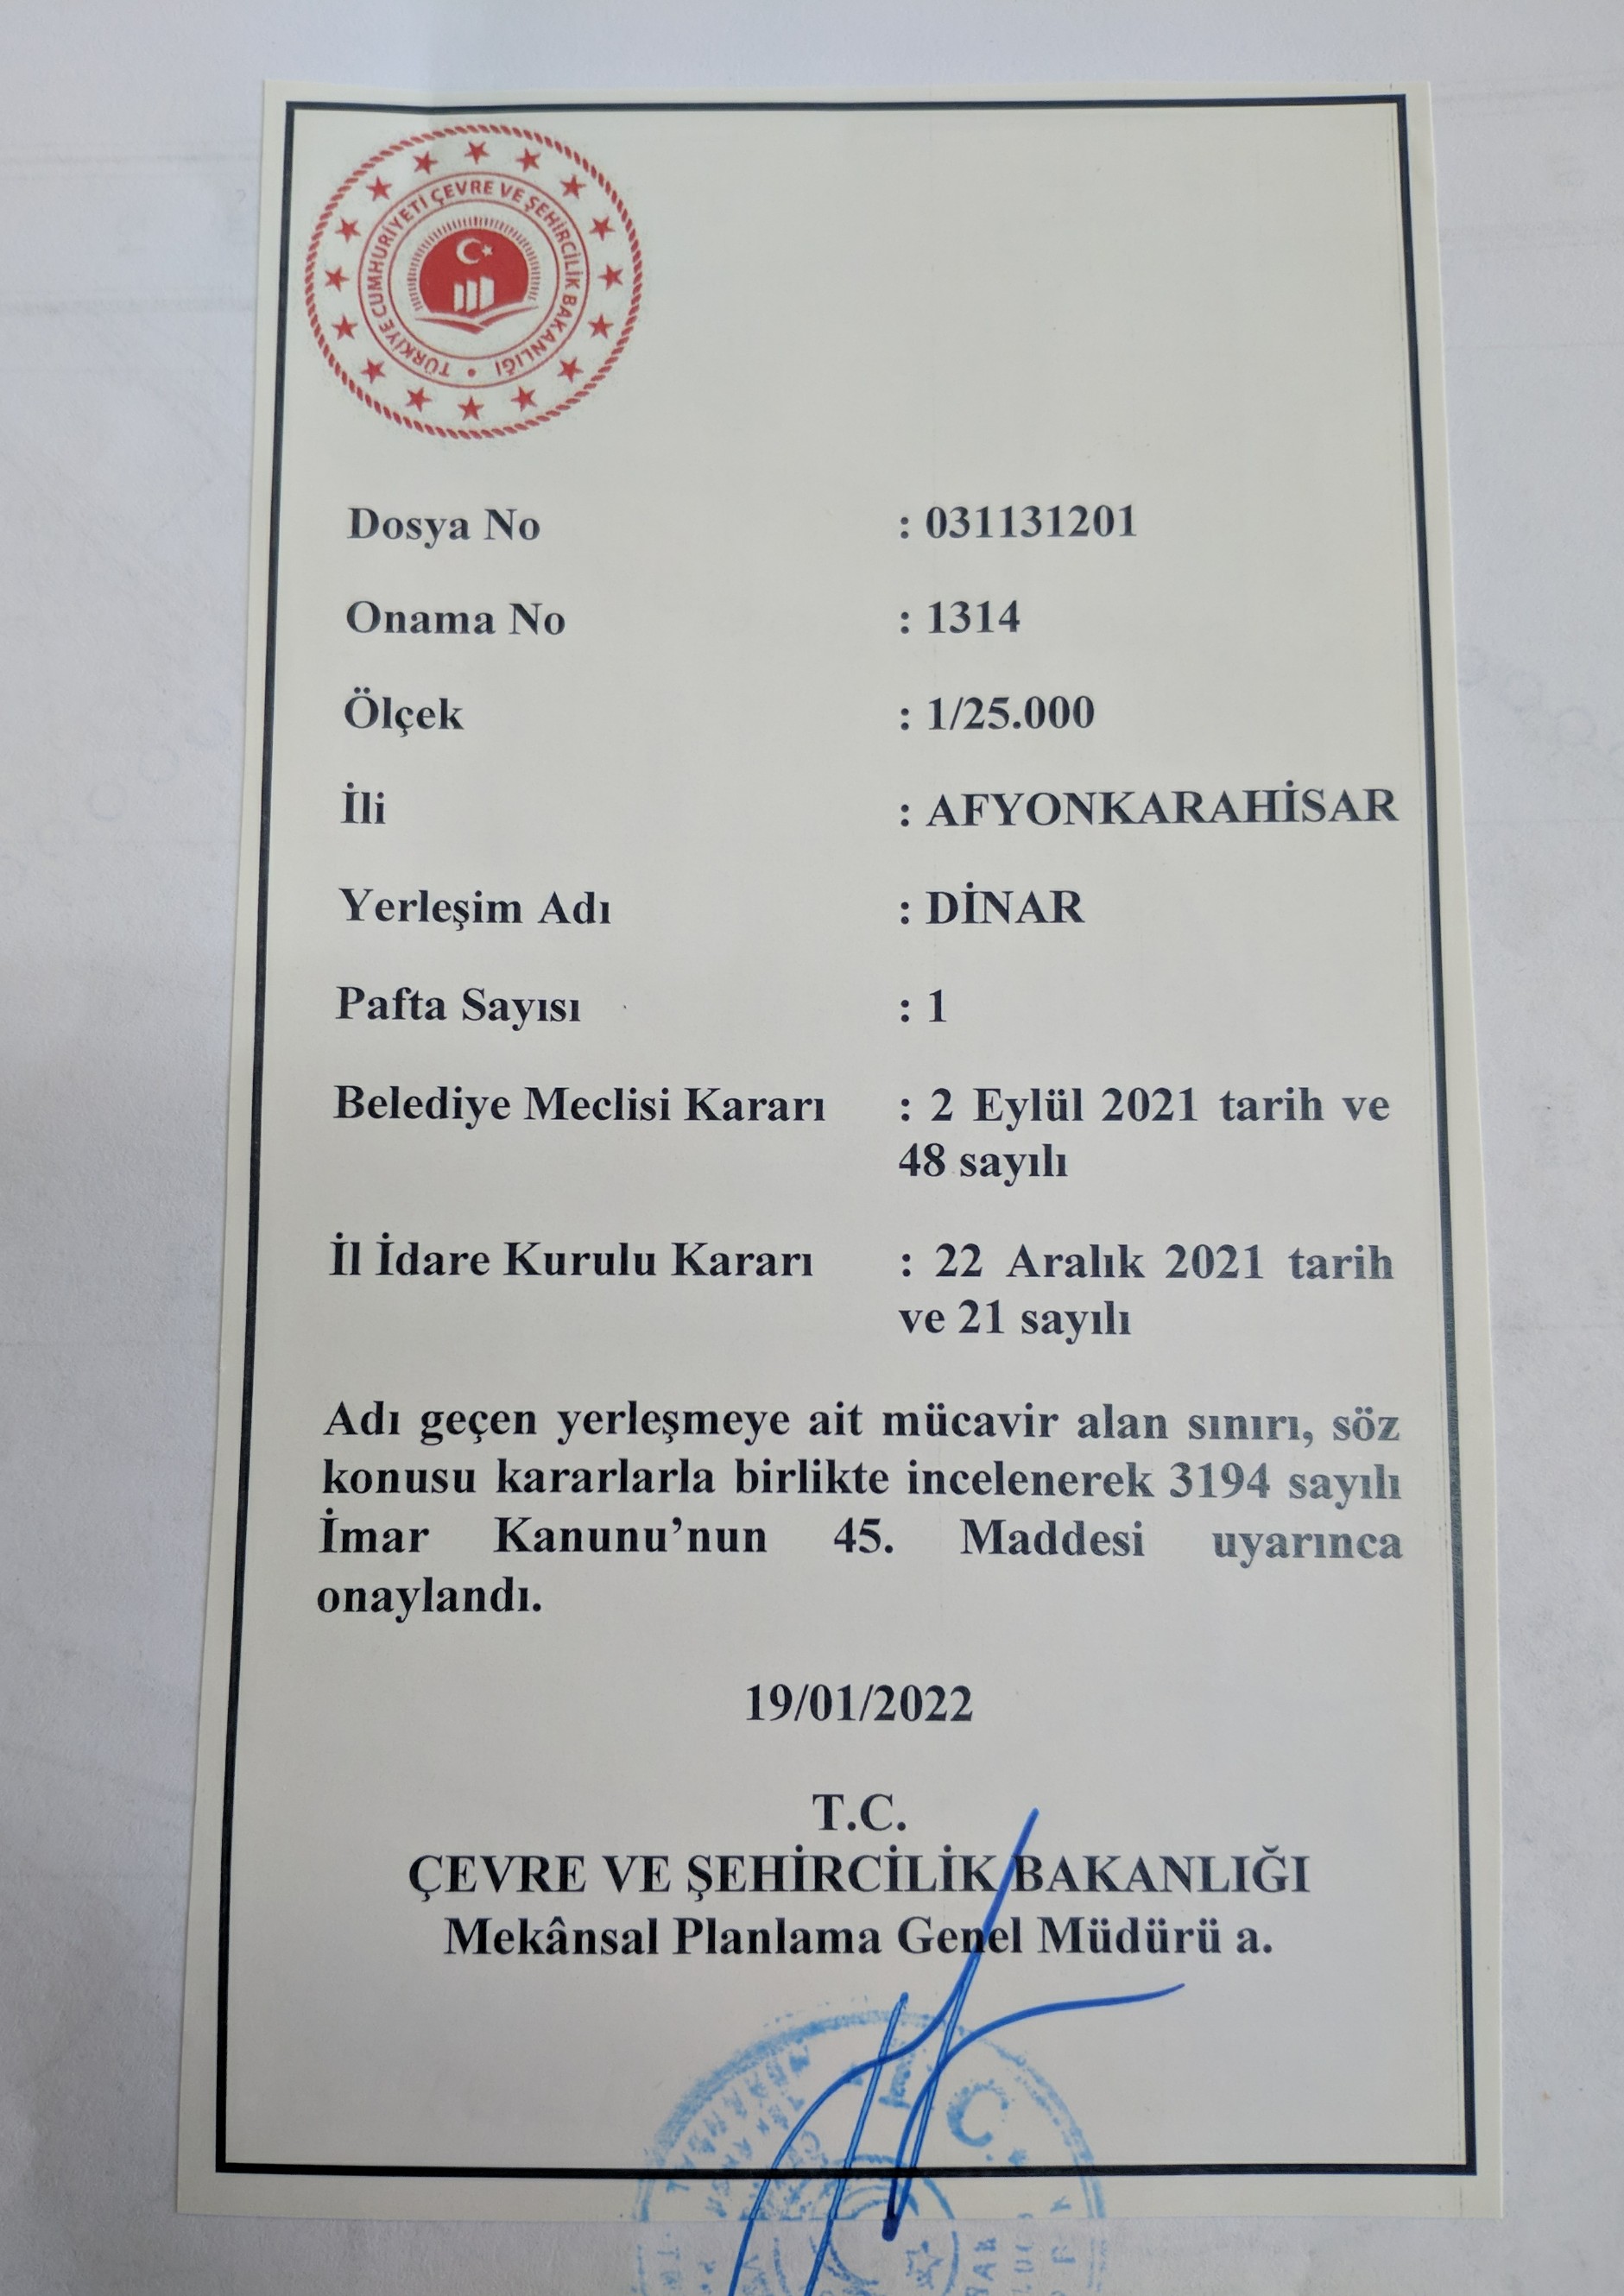 TÜRKİYE CUMHURİYETİ ÇEVRE VE ŞEHİRCİLİK BAKANLIĞI
Dosya No : 031131201
Onama No : 1314
Ölçek : 1/25.000
İli : AFYONKARAHİSAR
Yerleşim Adı : DİNAR
Pafta Sayısı : 1
Belediye Meclisi Kararı : 2 Eylül 2021 tarih ve
48 sayılı
İl İdare Kurulu Kararı : 22 Aralık 2021 tarih
ve 21 sayılı
Adı geçen yerleşmeye ait mücavir alan sınırı, söz
konusu kararlarla birlikte incelenerek 3194 sayılı
İmar Kanunu’nun 45. Maddesi uyarınca
onaylandı.
19/01/2022
T.C.
ÇEVRE VE ŞEHİRCİLİK BAKANLIĞI
Mekânsal Planlama Genel Müdürü a.
T.C.